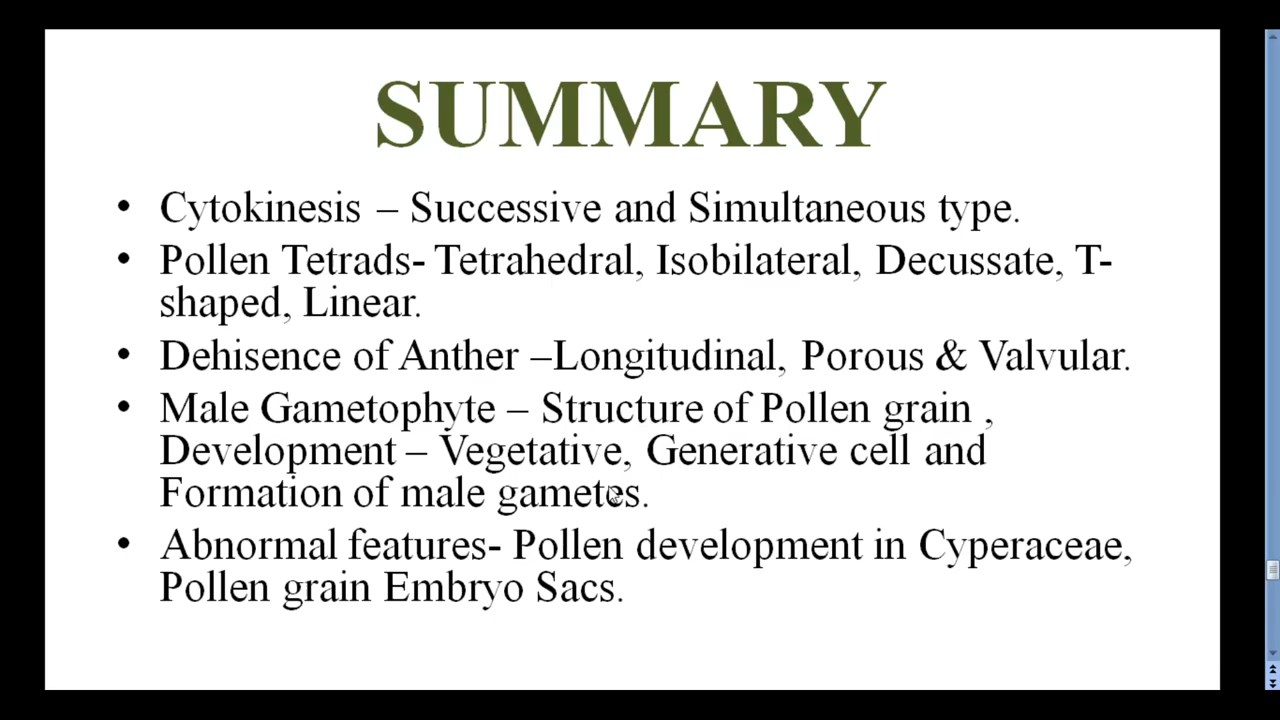 SUMMARY
• Cytokinesis – Successive and Simultaneous type.
• Pollen Tetrads- Tetrahedral, Isobilateral, Decussate, T-
shaped, Linear.
• Dehisence of Anther –Longitudinal, Porous & Valvular.
• Male Gametophyte – Structure of Pollen grain ,
Development – Vegetative, Generative cell and
Formation of male gametes.
• Abnormal features- Pollen development in Cyperaceae,
Pollen grain Embryo Sacs.